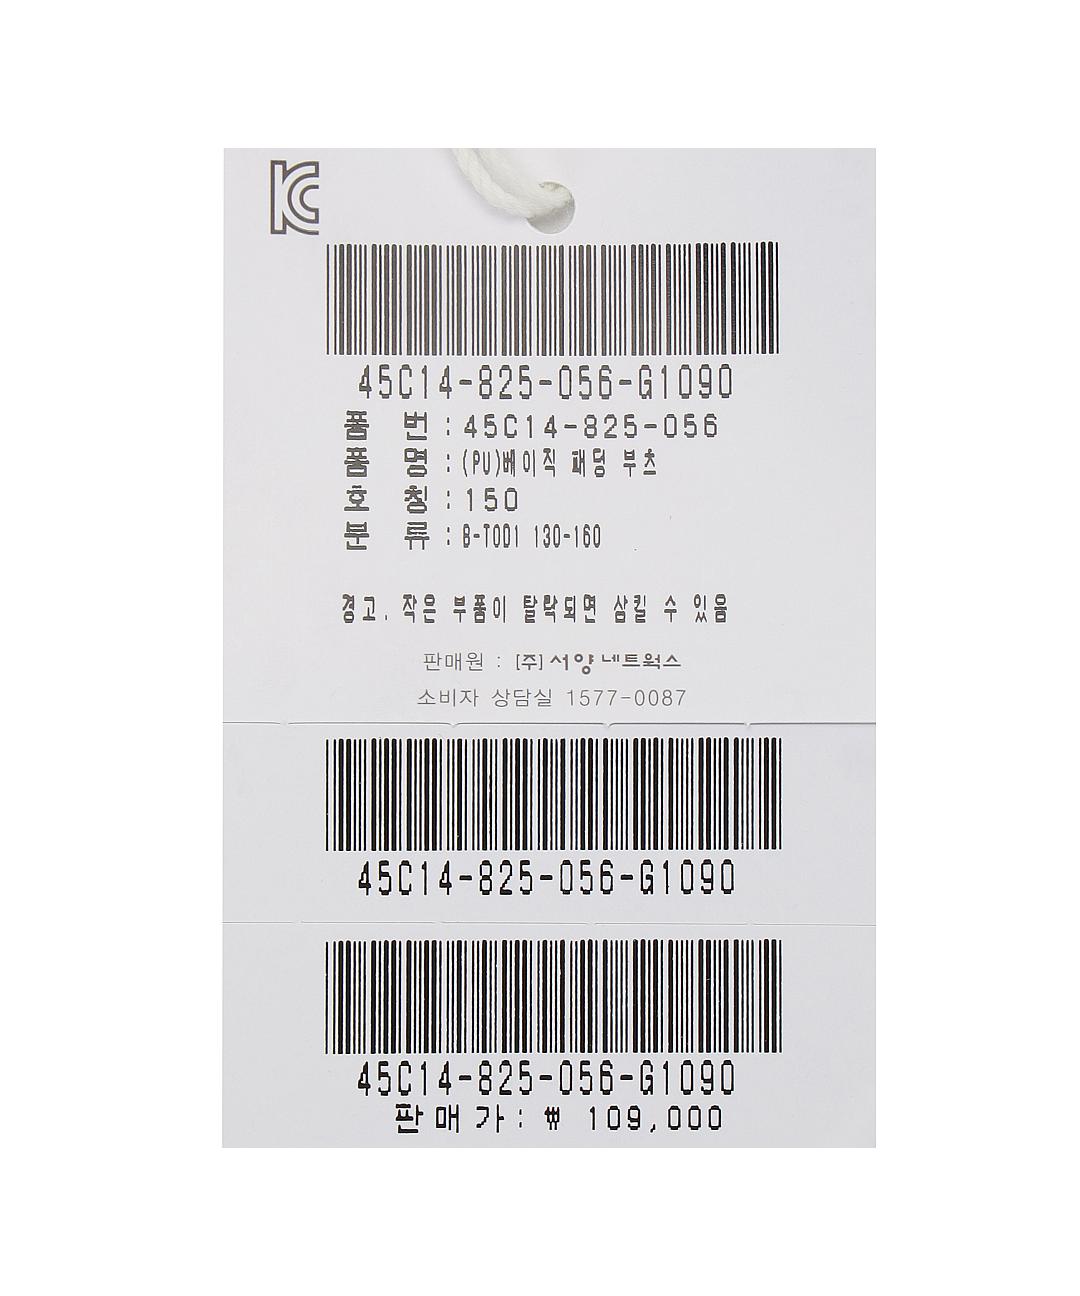 45C14-825-056-G1090
품 번 : 45C14-825-056
품 명 : (PU)베이직 패딩 부츠
호 칭 : 150
분 류 : B-TOD1 130-160
경고. 작은 부품이 탈락되면 삼킬 수 있음
판매원 : [주] 서양네트웍스
소비자 상담실 1577-0087
45C14-825-056-G1090
45C14-825-056-G1090
판매가: ₩ 109,000